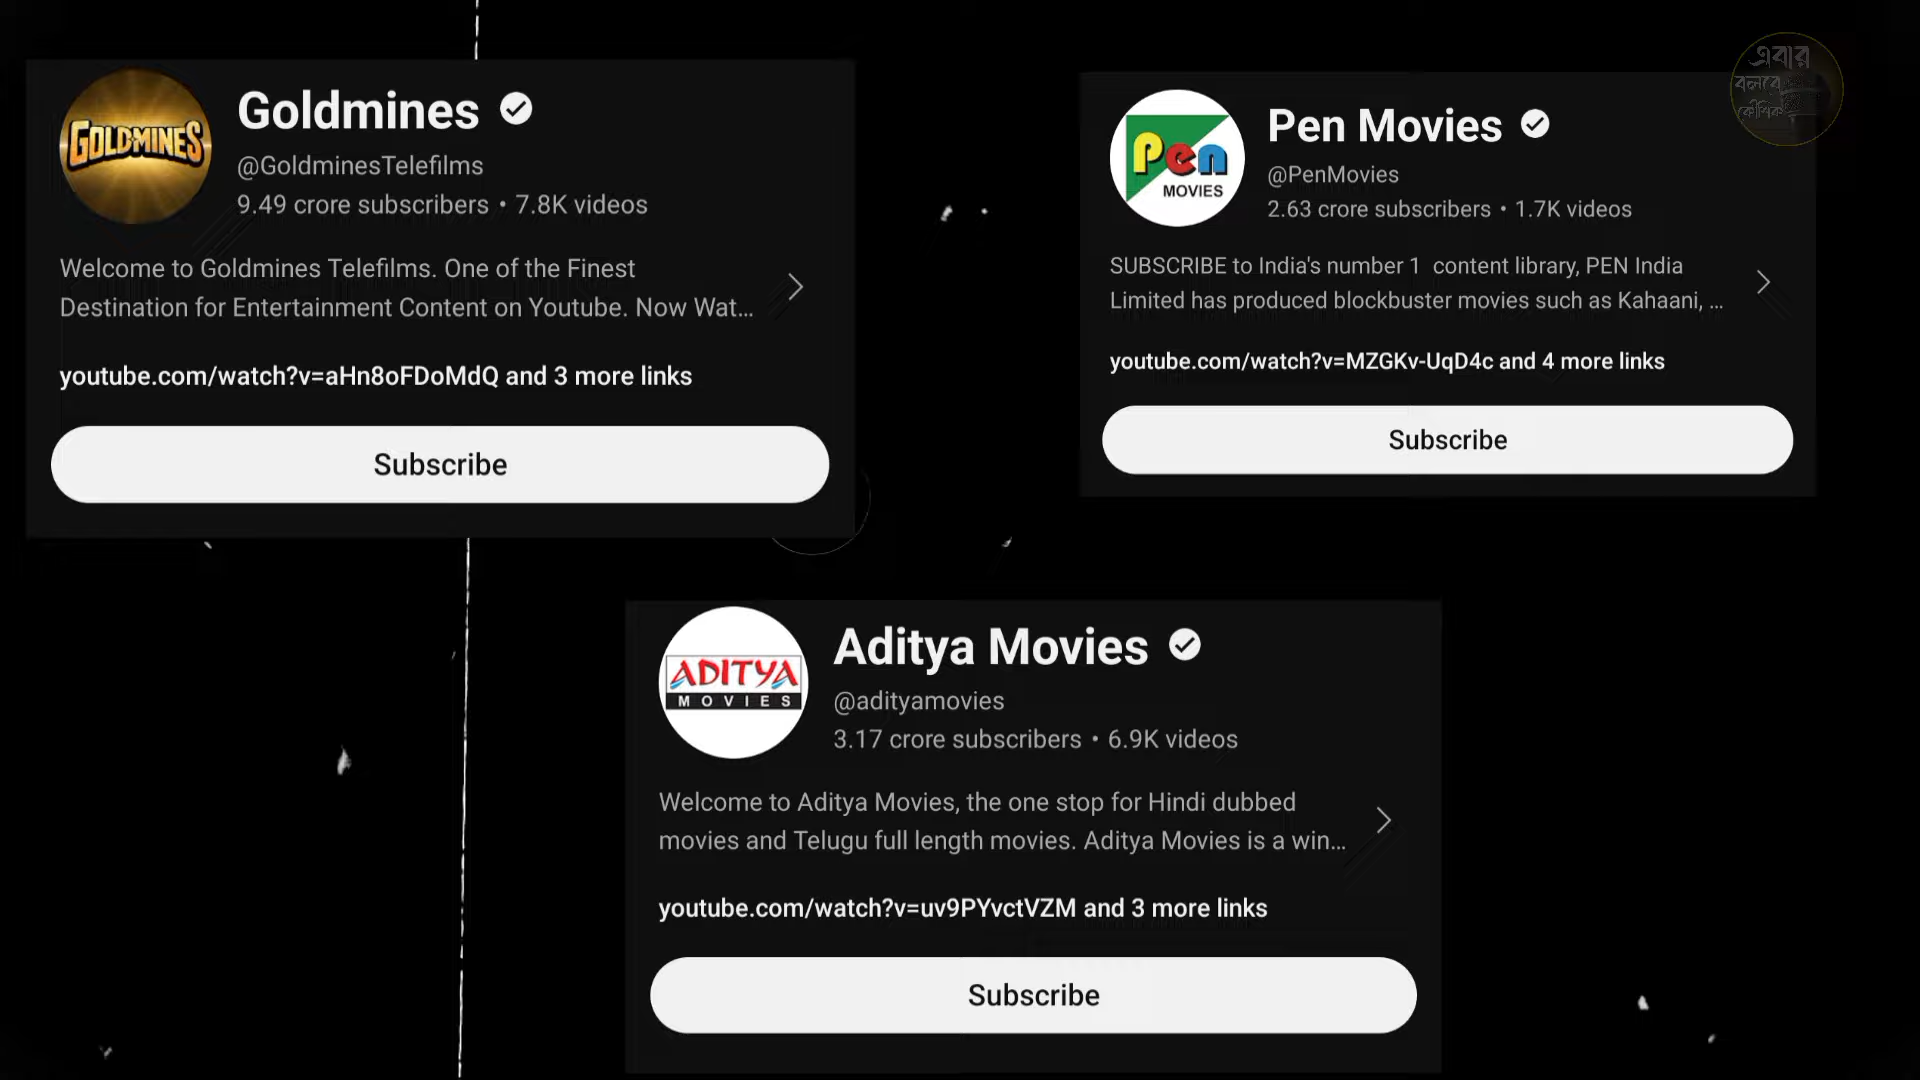 GOLDMINES
Goldmines
@GoldminesTelefilms
9.49 crore subscribers • 7.8K videos
Welcome to Goldmines Telefilms. One of the Finest
Destination for Entertainment Content on Youtube. Now Wat...
youtube.com/watch?v=aHn8oFDoMdQ and 3 more links
Subscribe
Pen
MOVIES
Pen Movies
@PenMovies
2.63 crore subscribers • 1.7K videos
SUBSCRIBE to India's number 1 content library, PEN India
Limited has produced blockbuster movies such as Kahaani, ...
youtube.com/watch?v=MZGKv-UqD4c and 4 more links
Subscribe
এবার
বলবে
কৌশিক
ADITYA
MOVIES
Aditya Movies
@adityamovies
3.17 crore subscribers • 6.9K videos
Welcome to Aditya Movies, the one stop for Hindi dubbed
movies and Telugu full length movies. Aditya Movies is a win...
youtube.com/watch?v=uv9PYvctVZM and 3 more links
Subscribe